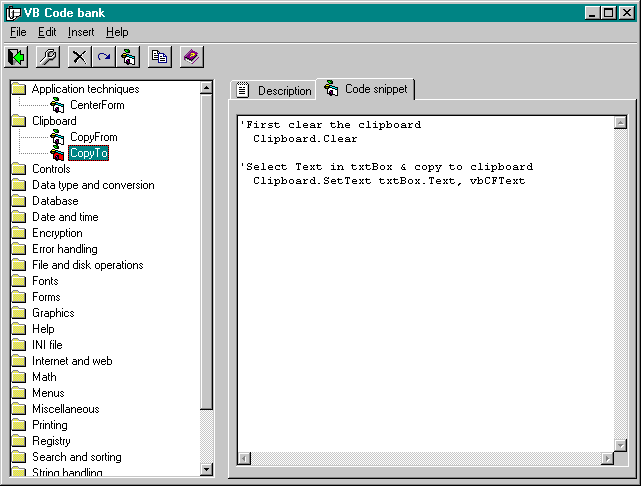 VB Code bank
File Edit Insert Help
Application techniques
CenterForm
Clipboard
CopyFrom
CopyTo
Controls
Data type and conversion
Database
Date and time
Encryption
Error handling
File and disk operations
Fonts
Forms
Graphics
Help
INI file
Internet and web
Math
Menus
Miscellaneous
Printing
Registry
Search and sorting
String handling
Description Code snippet
'First clear the clipboard
Clipboard.Clear
'Select Text in txtBox & copy to clipboard
Clipboard.SetText txtBox.Text, vbCFText